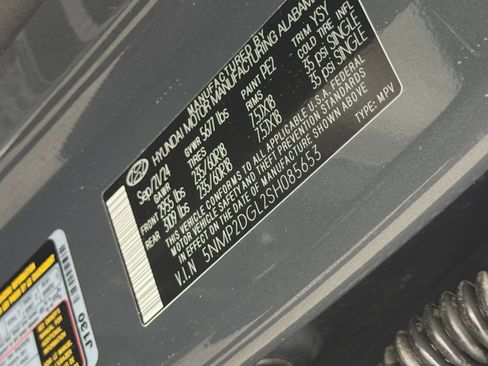 MANUFACTURED BY
HYUNDAI MOTOR MANUFACTURING ALABAMA
Sep/21/24 GVWR 5617 lbs PAINT PE2 TRIM YSY
GAWR TIRES RIMS COLD TIRE INFL
FRONT 2855 lbs 235/60R18 7.5JX18 35 psi SINGLE
REAR 3109 lbs 235/60R18 7.5JX18 35 psi SINGLE
THIS VEHICLE CONFORMS TO ALL APPLICABLE U.S.A. FEDERAL
MOTOR VEHICLE SAFETY AND THEFT PREVENTION STANDARDS
IN EFFECT ON THE DATE OF MANUFACTURE SHOWN ABOVE
V.I.N 5NMP2DGL2SH085653 TYPE: MPV
JT30